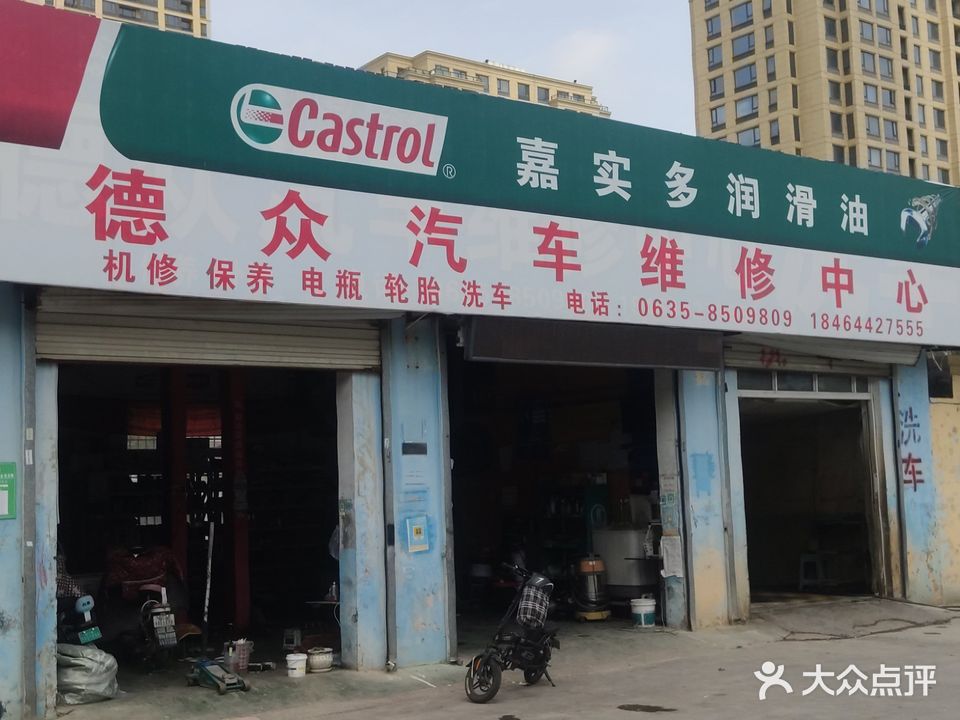 Castrol® 嘉实多润滑油
德众汽车维修中心
机修 保养 电瓶 轮胎 洗车 电话：0635-8509809 18464427555
洗车
大众点评